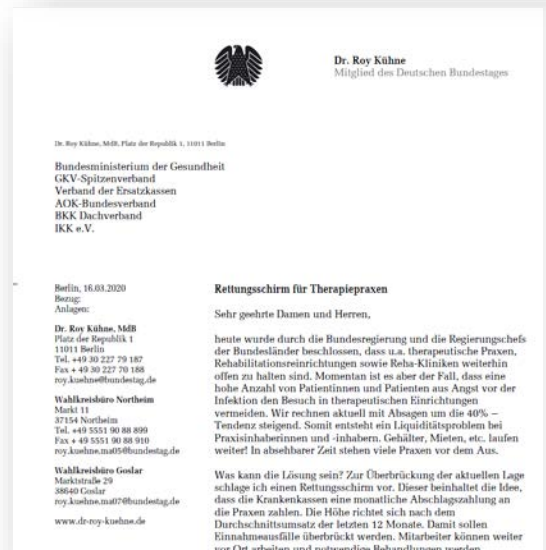 Dr. Roy Kühne
Mitglied des Deutschen Bundestages
Dr. Roy Kühne, MdB, Platz der Republik 1, 11011 Berlin
Bundesministerium der Gesundheit
GKV-Spitzenverband
Verband der Ersatzkassen
AOK-Bundesverband
BKK Dachverband
IKK e.V.
Berlin, 16.03.2020
Bezug:
Anlagen:
Dr. Roy Kühne, MdB
Platz der Republik 1
11011 Berlin
Tel. +49 30 227 79 187
Fax + 49 30 227 70 188
roy.kuehne@bundestag.de
Wahlkreisbüro Northeim
Markt 11
37154 Northeim
Tel. +49 5551 90 88 899
Fax + 49 5551 90 88 910
roy.kuehne.ma05@bundestag.de
Wahlkreisbüro Goslar
Marktstraße 29
38640 Goslar
roy.kuehne.ma07@bundestag.de
www.dr-roy-kuehne.de
Rettungsschirm für Therapiepraxen
Sehr geehrte Damen und Herren,
heute wurde durch die Bundesregierung und die Regierungschefs
der Bundesländer beschlossen, dass u.a. therapeutische Praxen,
Rehabilitationsreinrichtungen sowie Reha-Kliniken weiterhin
offen zu halten sind. Momentan ist es aber der Fall, dass eine
hohe Anzahl von Patientinnen und Patienten aus Angst vor der
Infektion den Besuch in therapeutischen Einrichtungen
vermeiden. Wir rechnen aktuell mit Absagen um die 40% –
Tendenz steigend. Somit entsteht ein Liquiditätsproblem bei
Praxisinhaberinnen und -inhabern. Gehälter, Mieten, etc. laufen
weiter! In absehbarer Zeit stehen viele Praxen vor dem Aus.
Was kann die Lösung sein? Zur Überbrückung der aktuellen Lage
schlage ich einen Rettungsschirm vor. Dieser beinhaltet die Idee,
dass die Krankenkassen eine monatliche Abschlagszahlung an
die Praxen zahlen. Die Höhe richtet sich nach dem
Durchschnittsumsatz der letzten 12 Monate. Damit sollen
Einnahmeausfälle überbrückt werden. Mitarbeiter können weiter
vor Ort arbeiten und notwendige Behandlungen werden